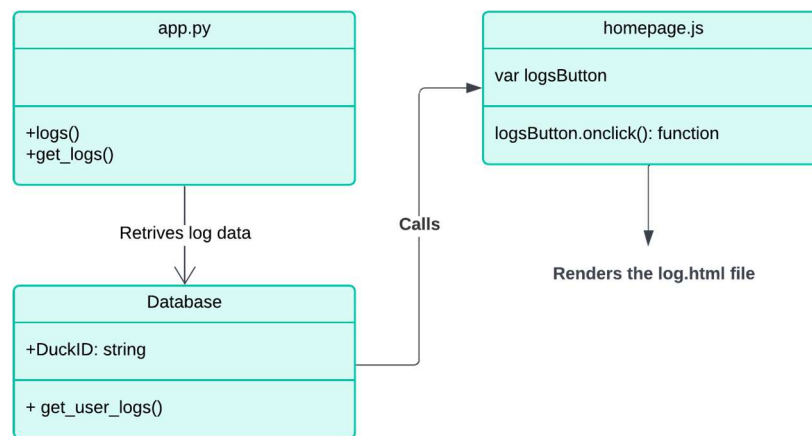 app.py
+logs()
+get_logs()
Retrives log data
Database
+DuckID: string
+ get_user_logs()
Calls
homepage.js
var logsButton
logsButton.onclick(): function
Renders the log.html file